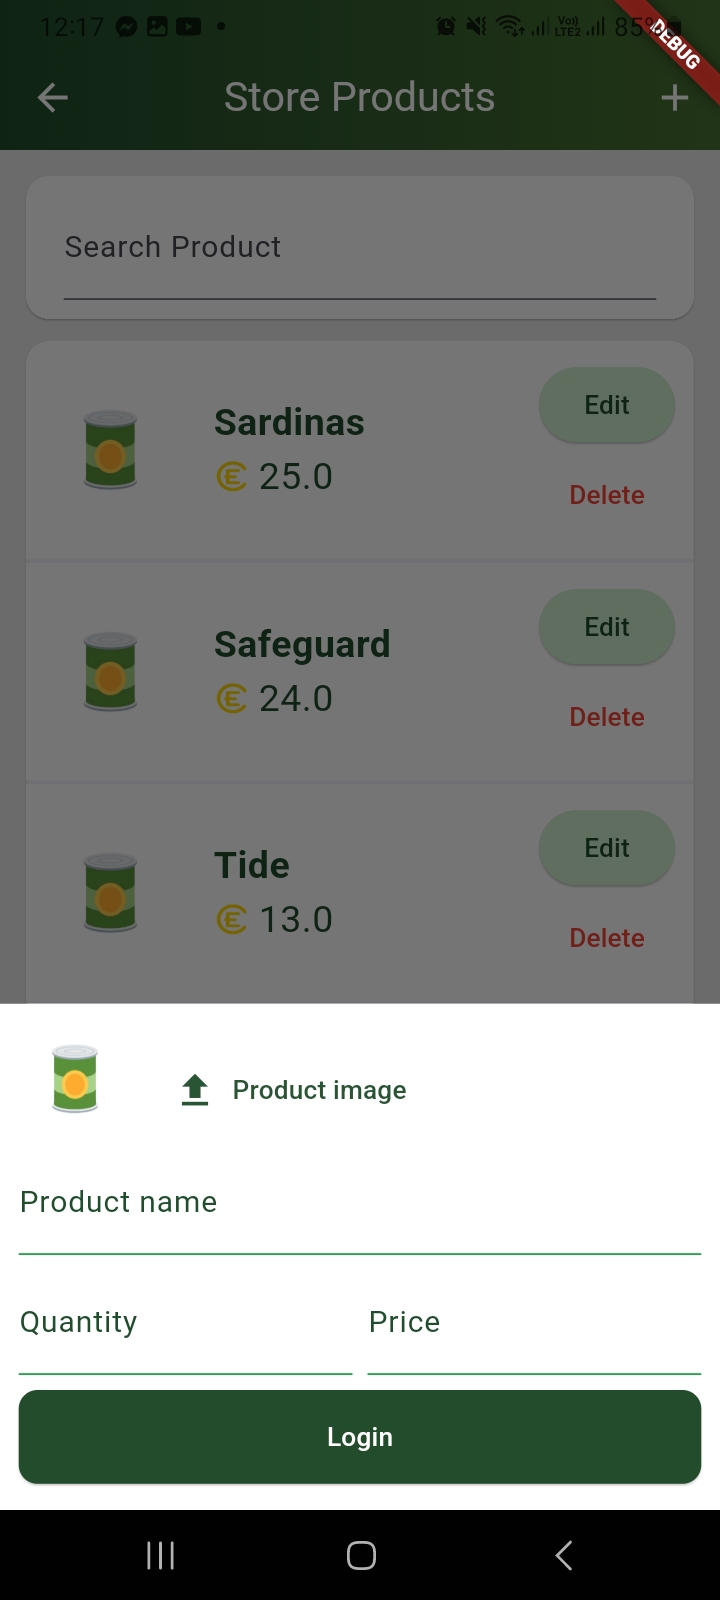 12:17 Vo)) LTE2 85%
DEBUG
Store Products
Search Product
Sardinas
25.0
Edit
Delete
Safeguard
24.0
Edit
Delete
Tide
13.0
Edit
Delete
Product image
Product name
Quantity Price
Login